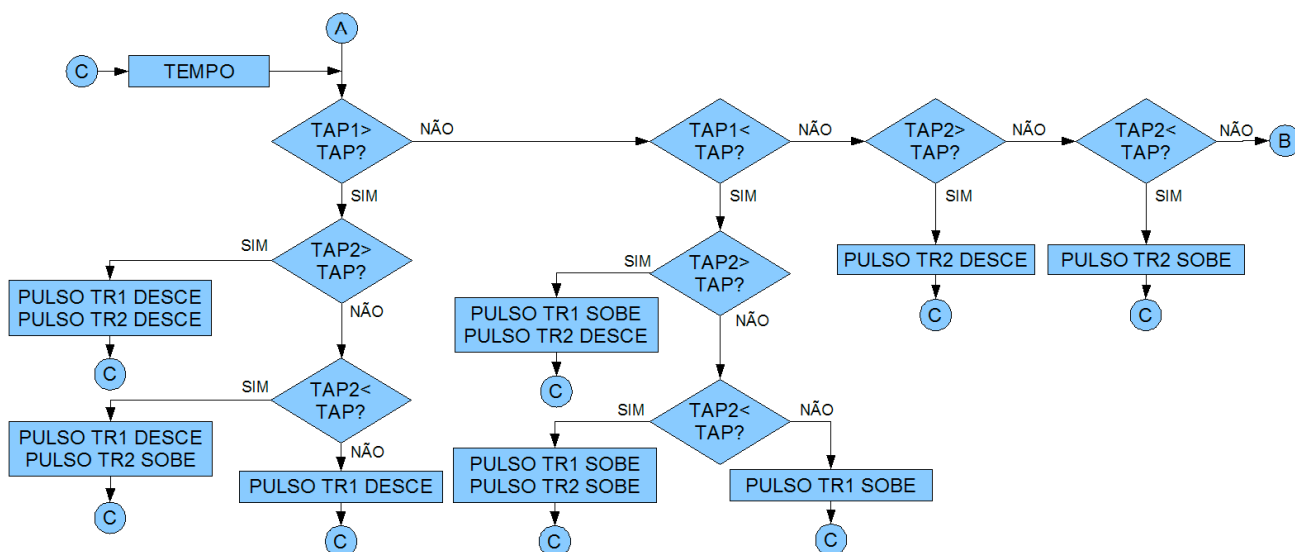 A
C
TEMPO
TAP1>
TAP?
NÃO
TAP1<
TAP?
NÃO
TAP2>
TAP?
NÃO
TAP2<
TAP?
NÃO
B
SIM
SIM
SIM
SIM
SIM
TAP2>
TAP?
SIM
TAP2>
TAP?
PULSO TR2 DESCE
PULSO TR2 SOBE
PULSO TR1 DESCE
PULSO TR2 DESCE
NÃO
PULSO TR1 SOBE
PULSO TR2 DESCE
NÃO
C
C
C
SIM
TAP2<
TAP?
C
SIM
TAP2<
TAP?
NÃO
PULSO TR1 DESCE
PULSO TR2 SOBE
NÃO
PULSO TR1 DESCE
PULSO TR1 SOBE
PULSO TR2 SOBE
PULSO TR1 SOBE
C
C
C
C